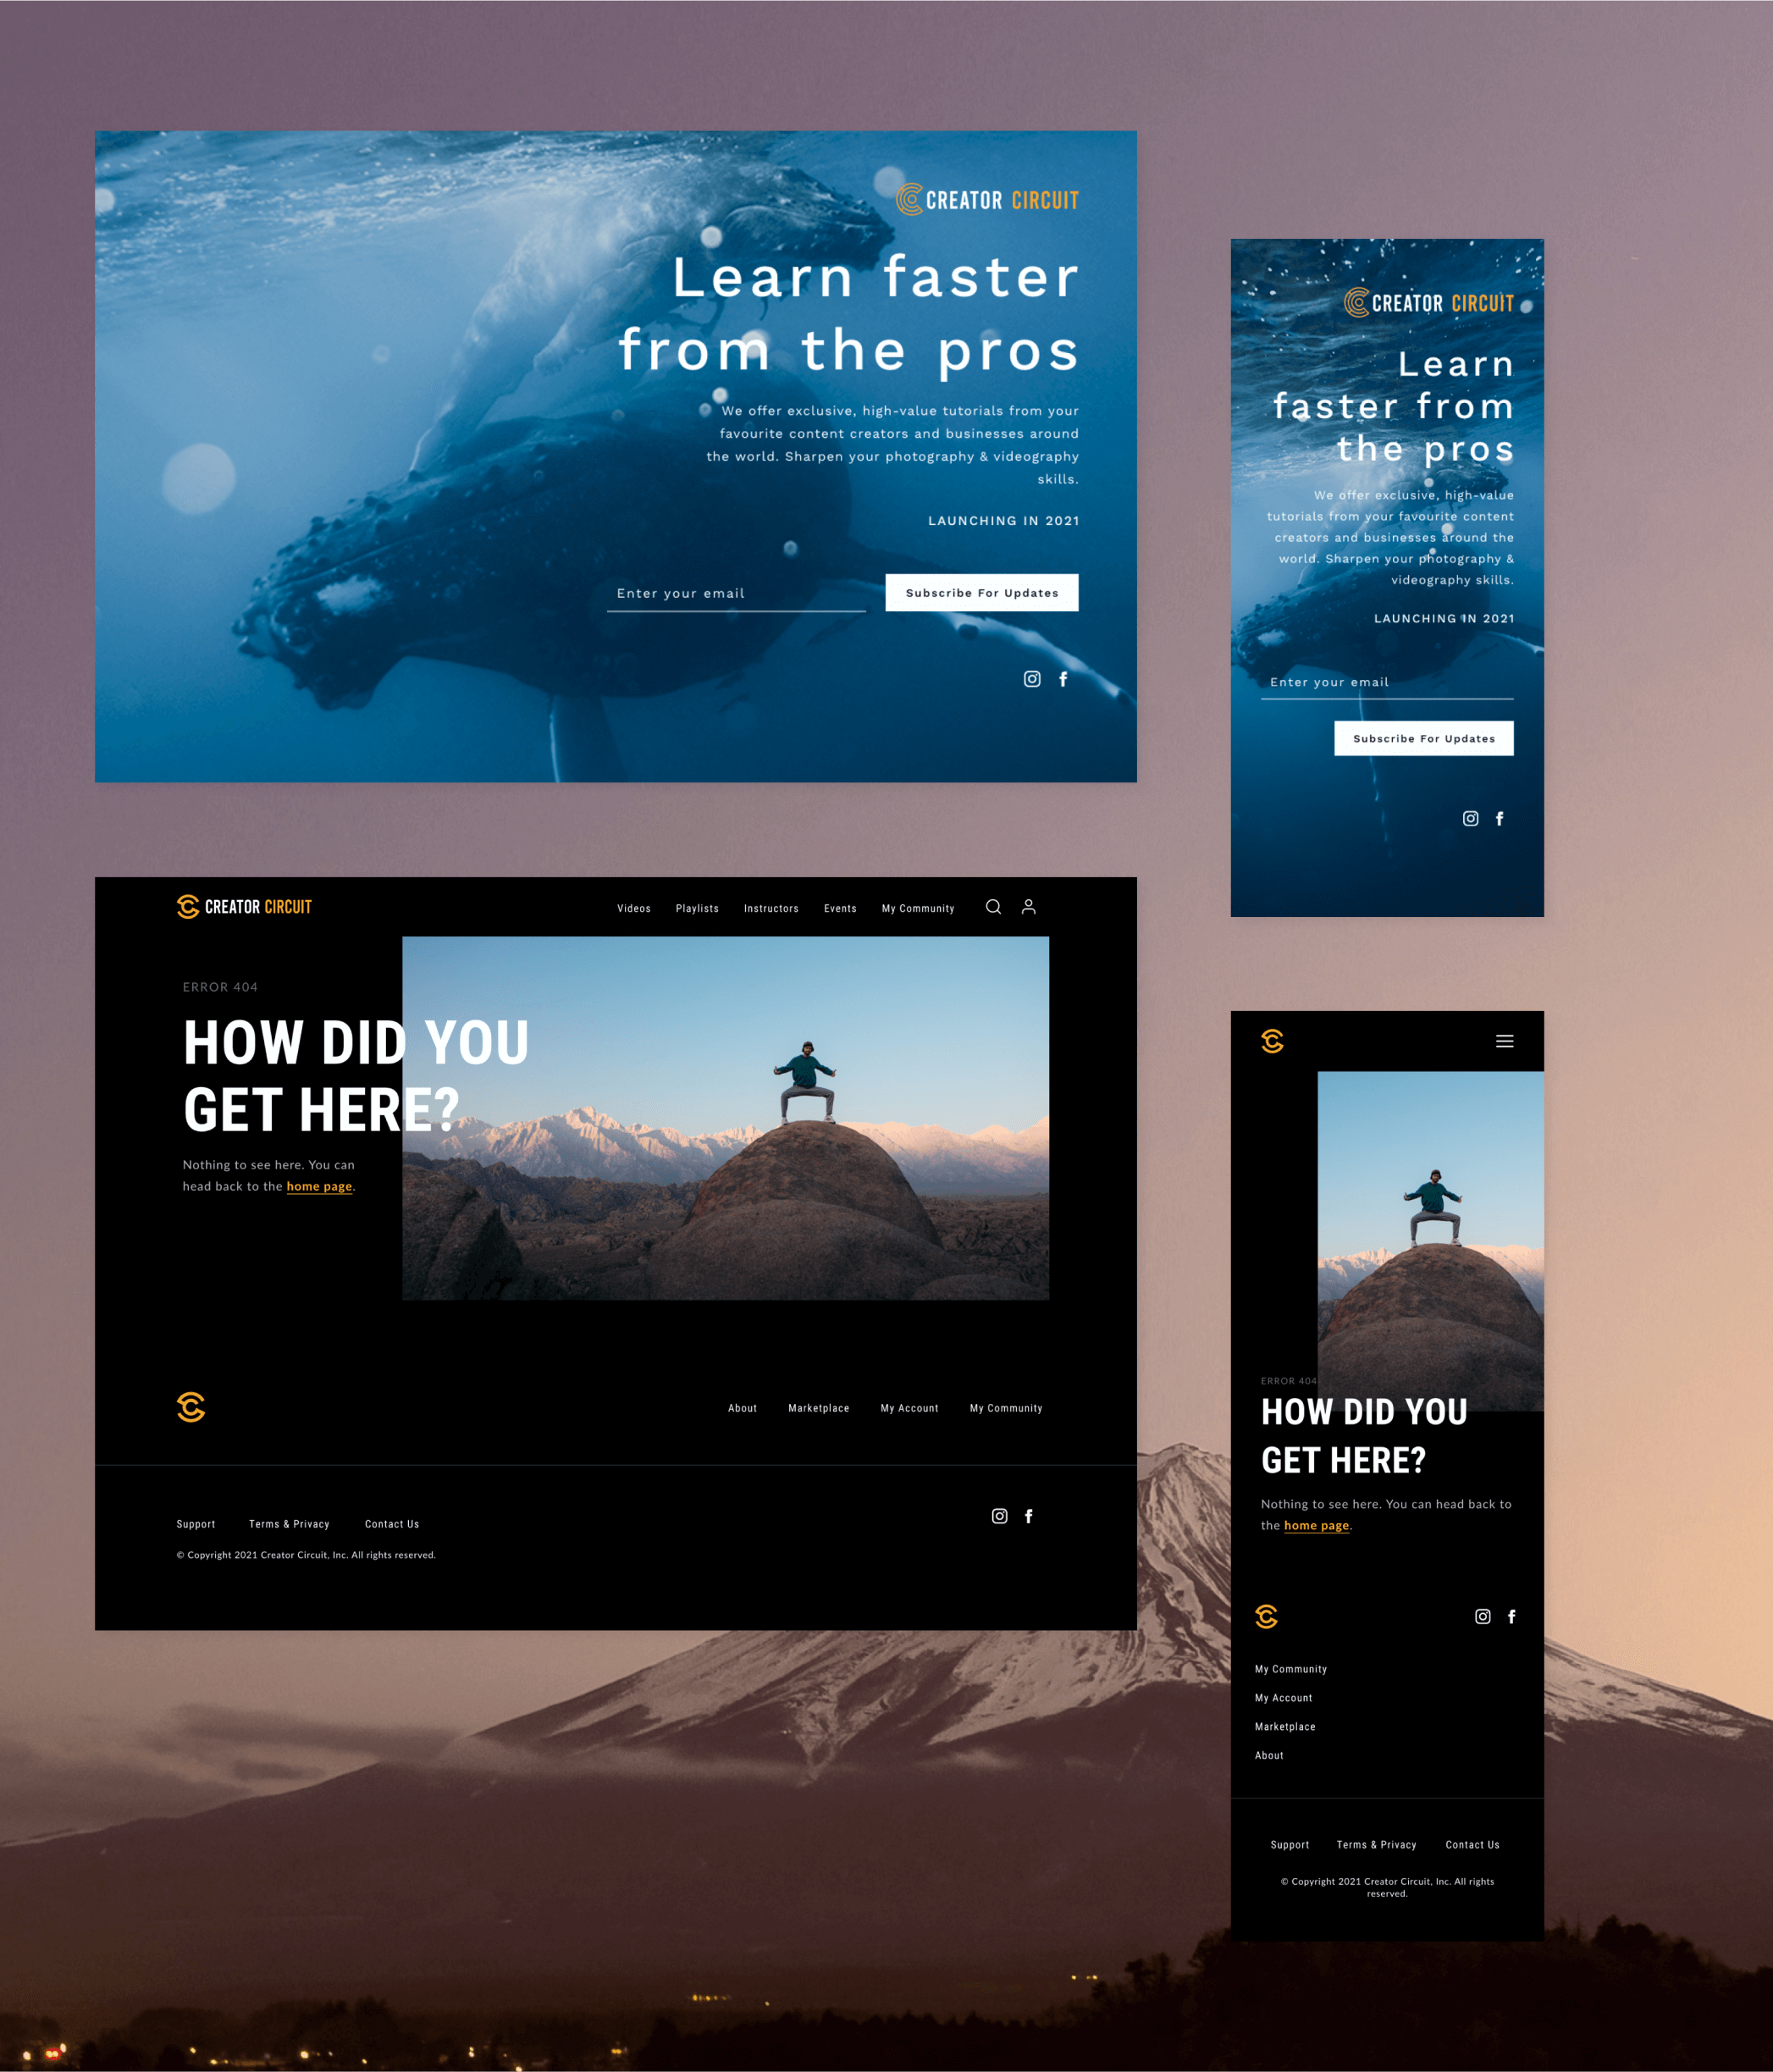 CREATOR CIRCUIT
Learn faster
from the pros
We offer exclusive, high-value tutorials from your
favourite content creators and businesses around
the world. Sharpen your photography & videography
skills.
LAUNCHING IN 2021
Enter your email
Subscribe For Updates
CREATOR CIRCUIT
Learn
faster from
the pros
We offer exclusive, high-value
tutorials from your favourite content
creators and businesses around the
world. Sharpen your photography &
videography skills.
LAUNCHING IN 2021
Enter your email
Subscribe For Updates
CREATOR CIRCUIT
Videos Playlists Instructors Events My Community
ERROR 404
HOW DID YOU
GET HERE?
Nothing to see here. You can
head back to the home page.
About Marketplace My Account My Community
Support Terms & Privacy Contact Us
© Copyright 2021 Creator Circuit, Inc. All rights reserved.
ERROR 404
HOW DID YOU
GET HERE?
Nothing to see here. You can head back to
the home page.
My Community
My Account
Marketplace
About
Support Terms & Privacy Contact Us
© Copyright 2021 Creator Circuit, Inc. All rights
reserved.